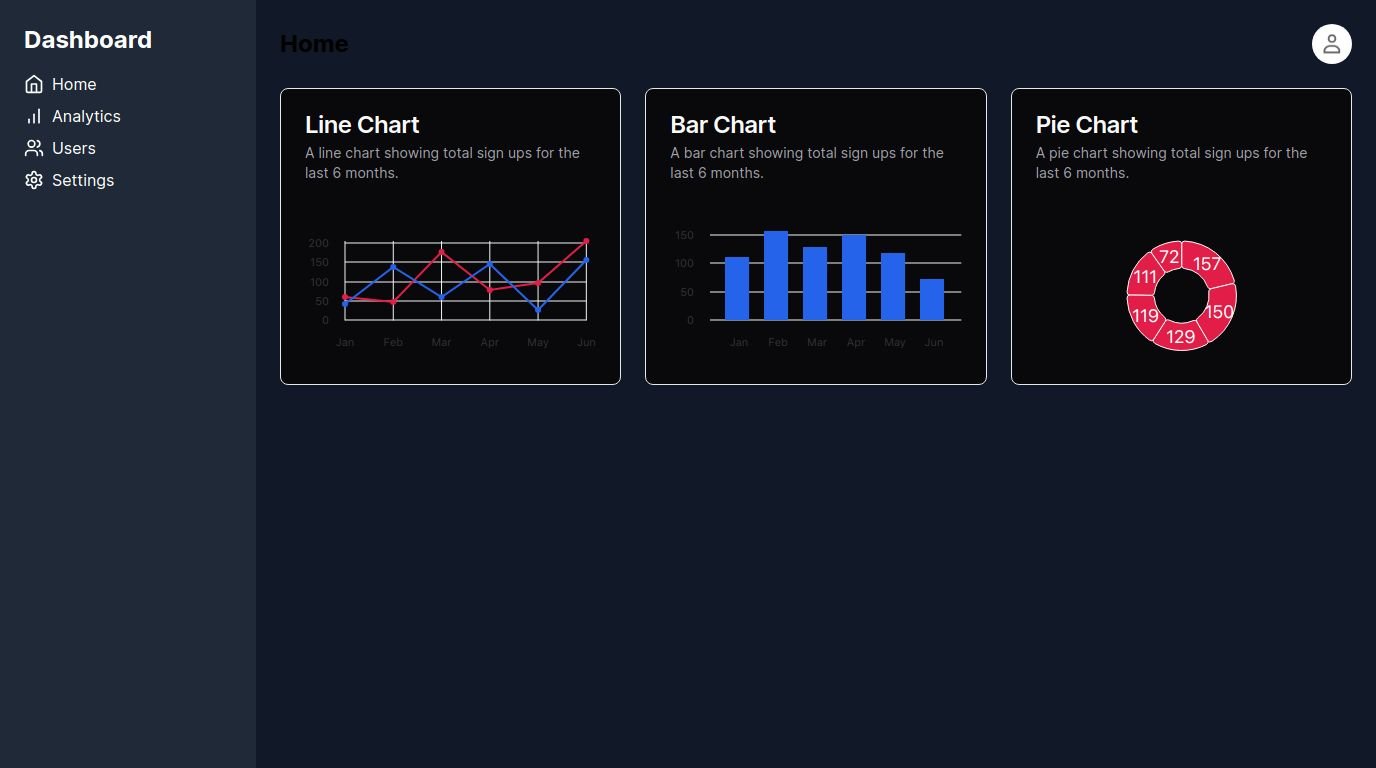 Dashboard
Home
Analytics
Users
Settings
Home
Line Chart
A line chart showing total sign ups for the
last 6 months.
200
150
100
50
0
Jan Feb Mar Apr May Jun
Bar Chart
A bar chart showing total sign ups for the
last 6 months.
150
100
50
0
Jan Feb Mar Apr May Jun
Pie Chart
A pie chart showing total sign ups for the
last 6 months.
72
157
111
150
119
129